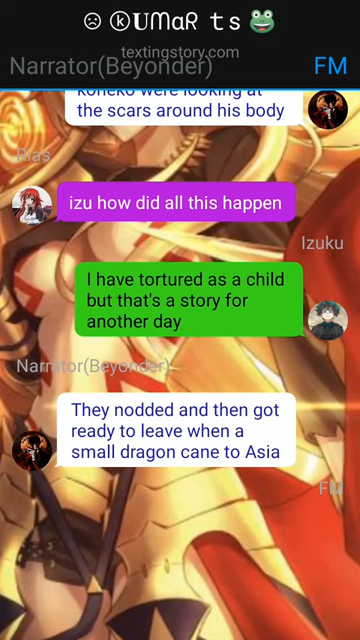 ☹ ⓚ𝐔ᗰᗩᖇ ｔｓ🐸
textingstory.com
Narrator(Beyonder)
FM
koneko were looking at
the scars around his body
Rias
izu how did all this happen
Izuku
I have tortured as a child
but that's a story for
another day
Narrator(Beyonder)
They nodded and then got
ready to leave when a
small dragon cane to Asia
FM